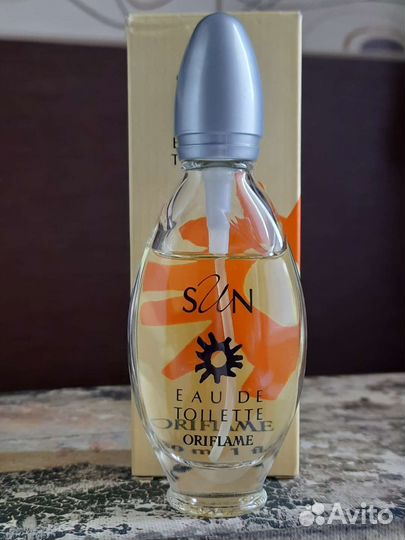 SUN
EAU DE
TOILETTE
ORIFLAME
ORIFLAME
Avito